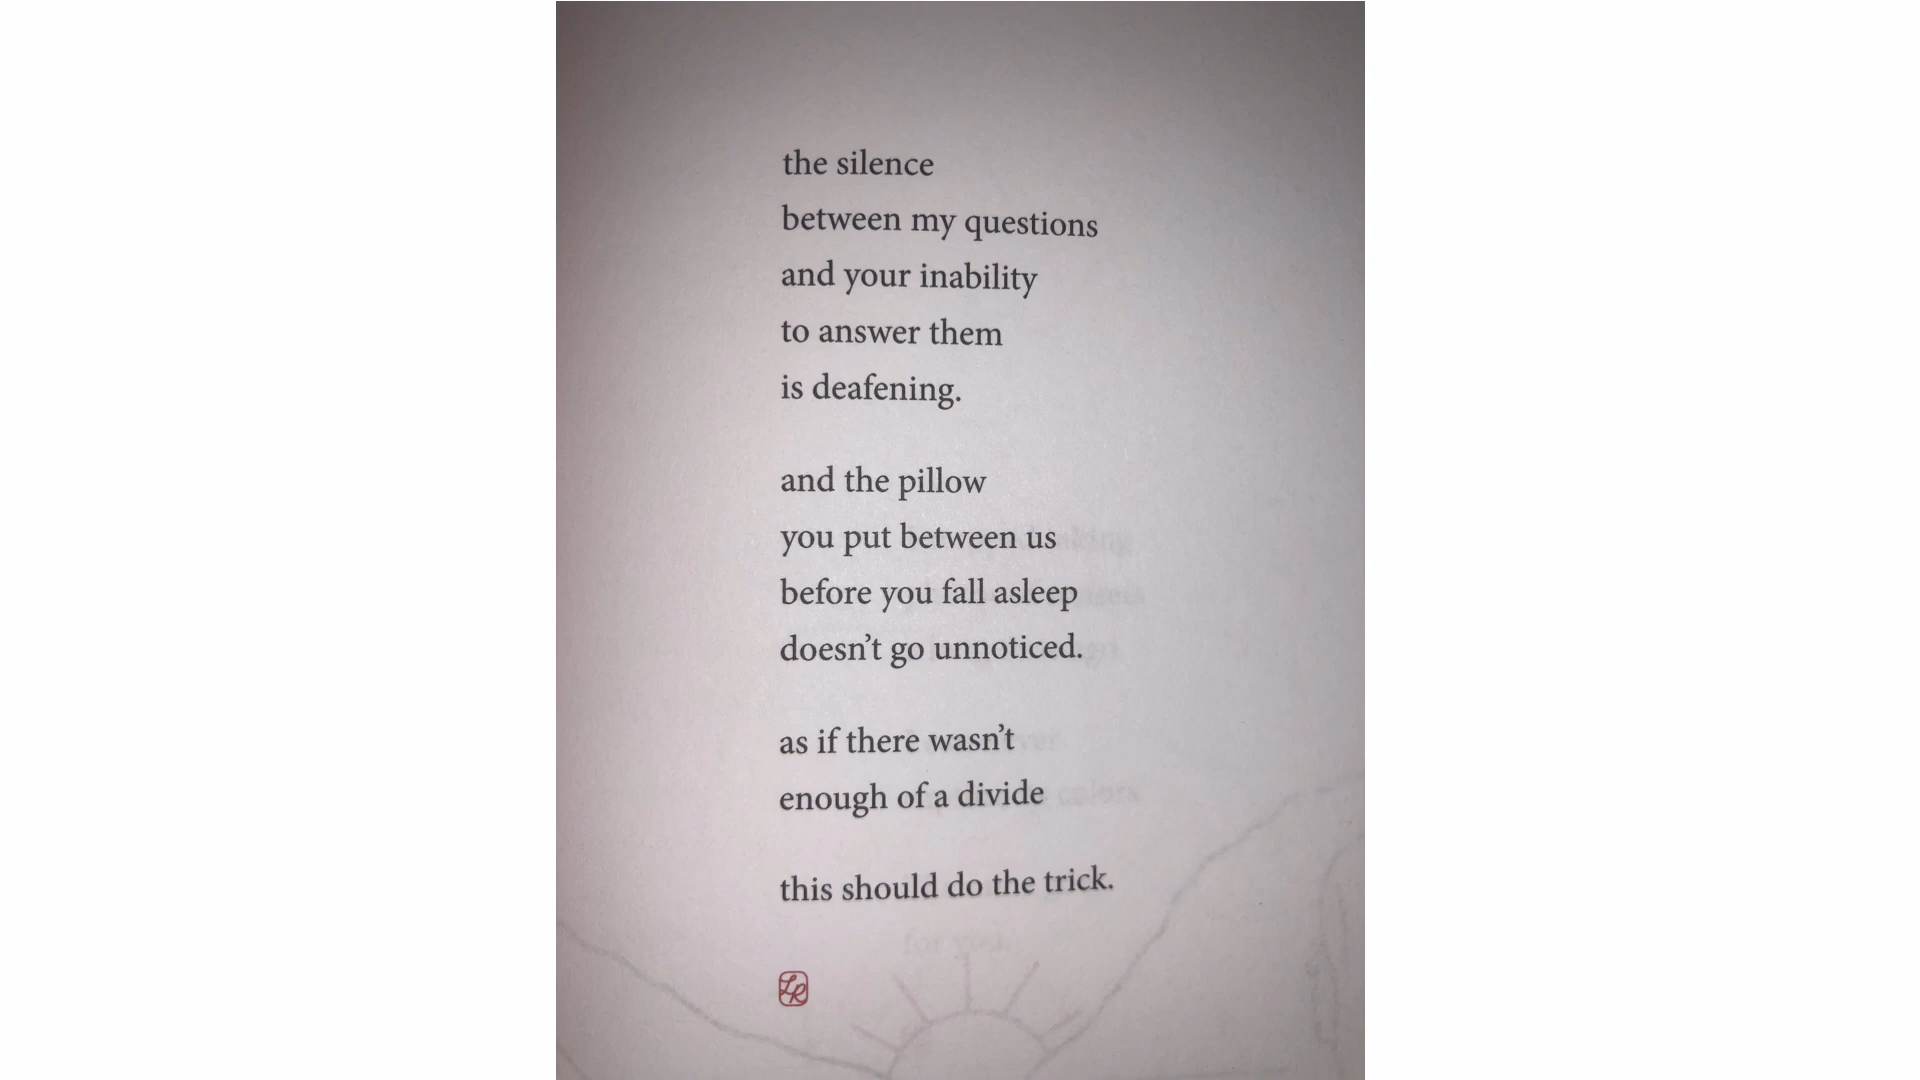 the silence
between my questions
and your inability
to answer them
is deafening.
and the pillow
you put between us
before you fall asleep
doesn't go unnoticed.
as if there wasn't
enough of a divide
this should do the trick.
LR